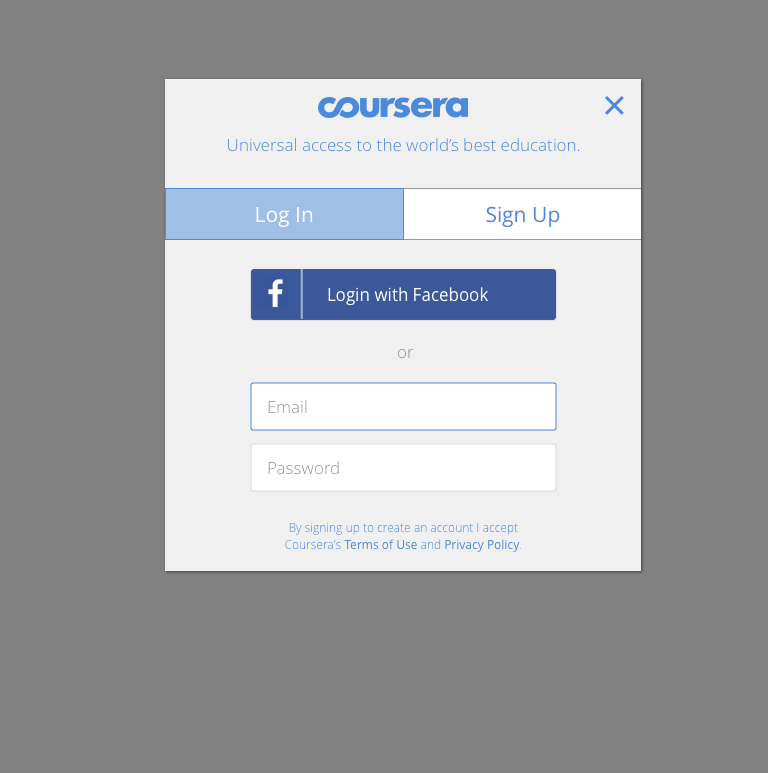 coursera
Universal access to the world’s best education.
Log In
Sign Up
f
Login with Facebook
or
Email
Password
By signing up to create an account I accept
Coursera's Terms of Use and Privacy Policy.